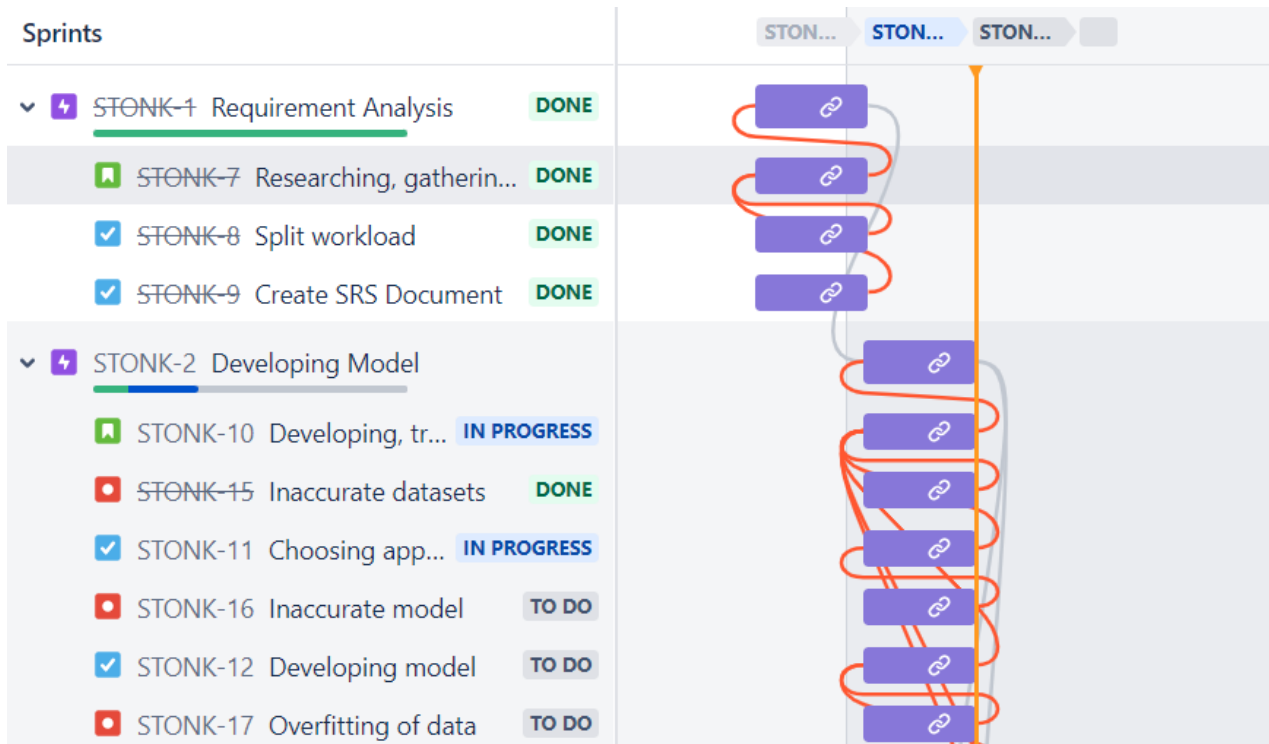 Sprints
STON... STON... STON...
STONK-1 Requirement Analysis DONE
STONK-7 Researching, gatherin... DONE
STONK-8 Split workload DONE
STONK-9 Create SRS Document DONE
STONK-2 Developing Model
STONK-10 Developing, tr... IN PROGRESS
STONK-15 Inaccurate datasets DONE
STONK-11 Choosing app... IN PROGRESS
STONK-16 Inaccurate model TO DO
STONK-12 Developing model TO DO
STONK-17 Overfitting of data TO DO